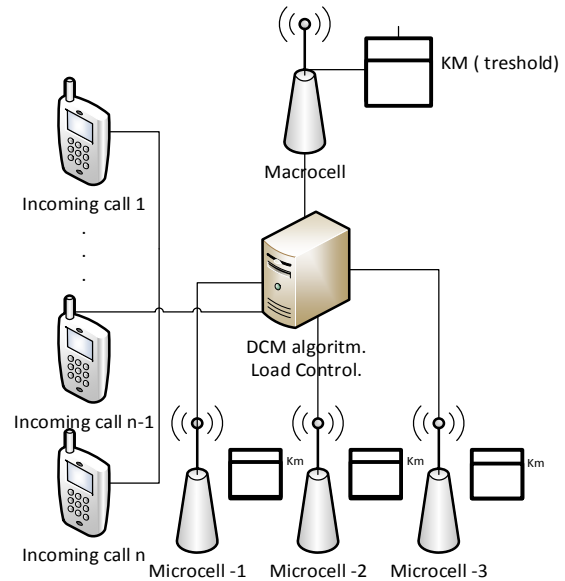 KM ( treshold)
Macrocell
Incoming call 1
.
.
.
DCM algoritm.
Load Control.
Incoming call n-1
Km
Km
Km
Incoming call n
Microcell -1
Microcell -2
Microcell -3